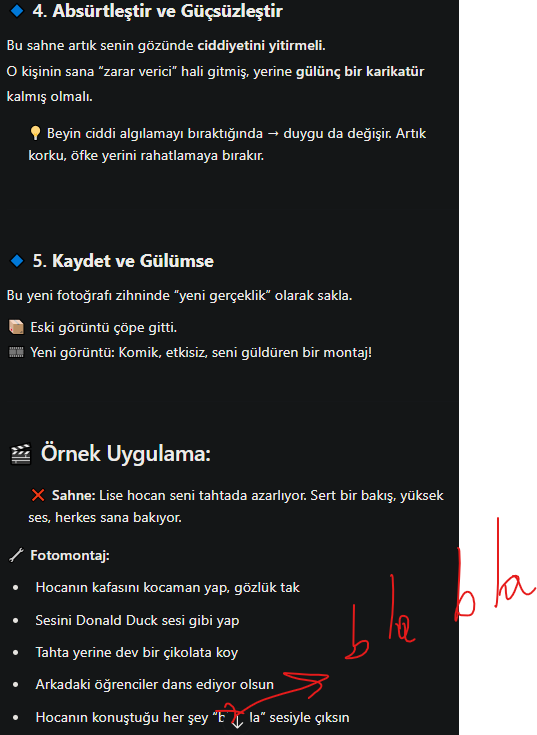 4. Absürtleştir ve Güçsüzleştir
Bu sahne artık senin gözünde ciddiyetini yitirmeli.
O kişinin sana “zarar verici” hali gitmiş, yerine gülünç bir karikatür
kalmış olmalı.
Beyin ciddi algılamayı bıraktığında → duygu da değişir. Artık
korku, öfke yerini rahatlamaya bırakır.
5. Kaydet ve Gülümse
Bu yeni fotoğrafı zihninde “yeni gerçeklik” olarak sakla.
Eski görüntü çöpe gitti.
Yeni görüntü: Komik, etkisiz, seni güldüren bir montaj!
Örnek Uygulama:
Sahne: Lise hocan seni tahtada azarlıyor. Sert bir bakış, yüksek
ses, herkes sana bakıyor.
Fotomontaj:
• Hocanın kafasını kocaman yap, gözlük tak
• Sesini Donald Duck sesi gibi yap
• Tahta yerine dev bir çikolata koy
• Arkadaki öğrenciler dans ediyor olsun
• Hocanın konuştuğu her şey “b la” sesiyle çıksın
bla bla